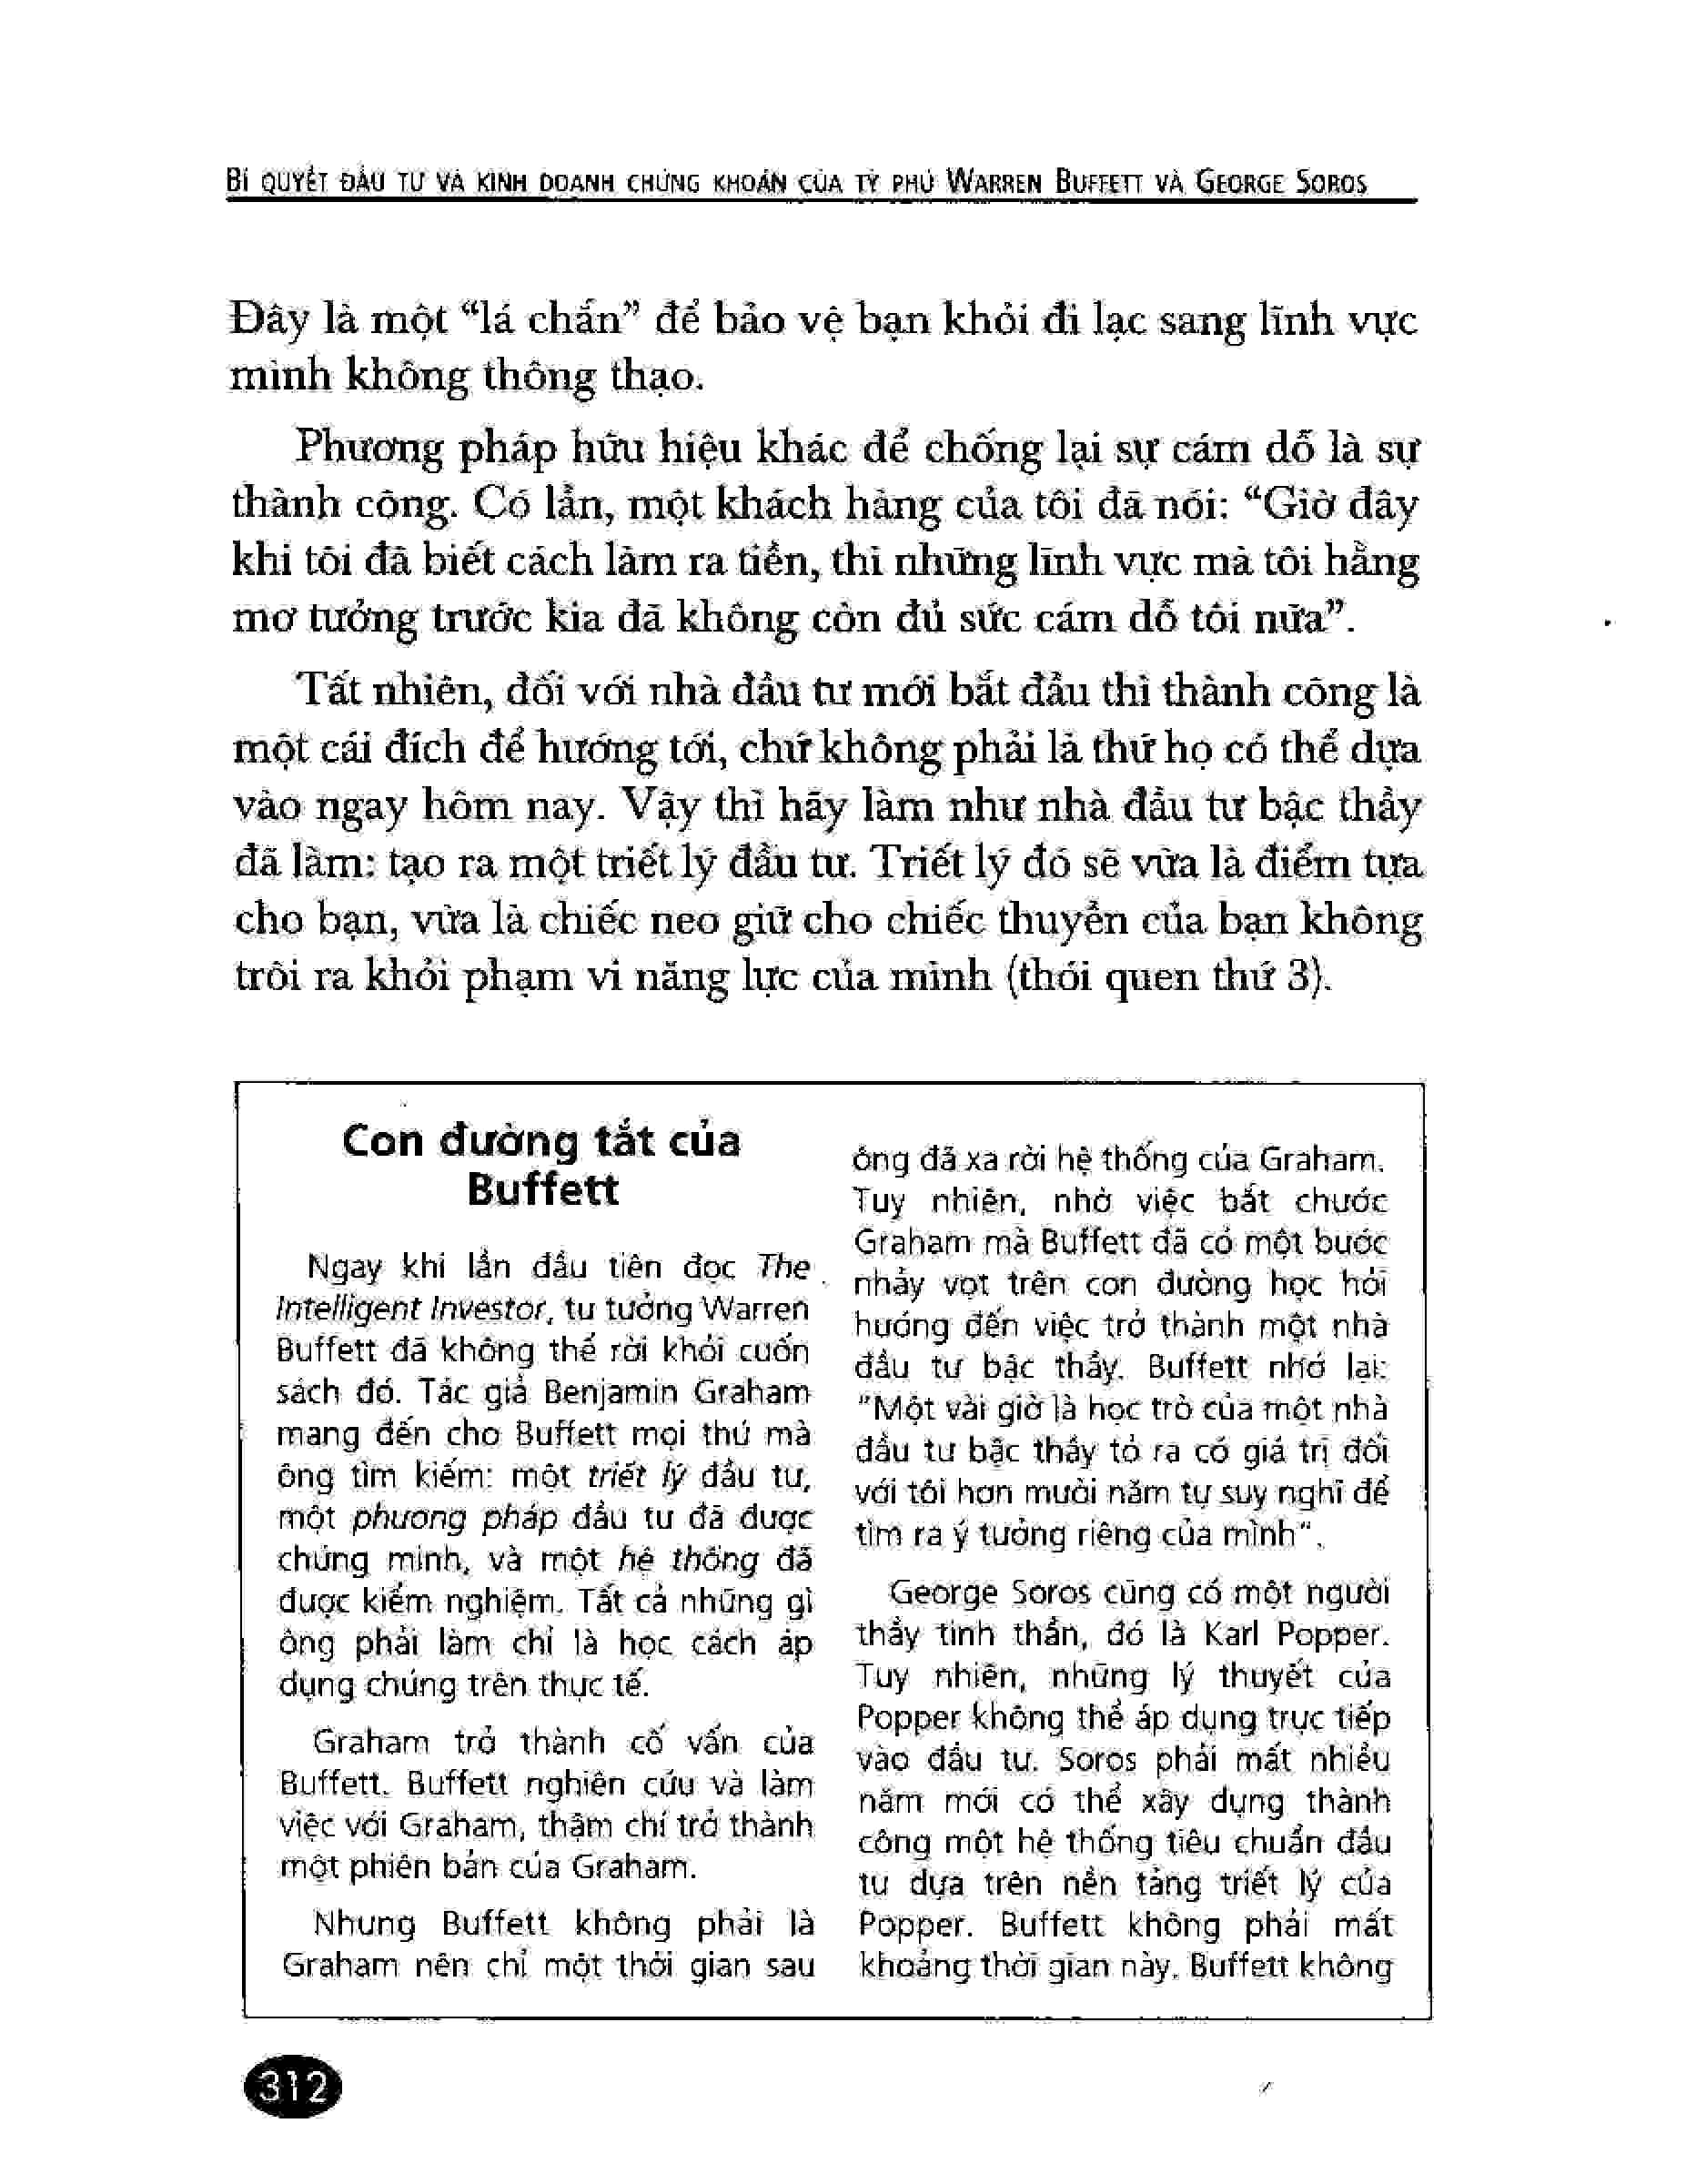 BÍ QUYẾT ĐẦU TƯ VÀ KINH DOANH CHỨNG KHOÁN CỦA TỶ PHÚ WARREN BUFFETT VÀ GEORGE SOROS
Đây là một “lá chắn” để bảo vệ bạn khỏi đi lạc sang lĩnh vực
mình không thông thạo.
Phương pháp hữu hiệu khác để chống lại sự cám dỗ là sự
thành công. Có lần, một khách hàng của tôi đã nói: “Giờ đây
khi tôi đã biết cách làm ra tiền, thì những lĩnh vực mà tôi hằng
mơ tưởng trước kia đã không còn đủ sức cám dỗ tôi nữa”.
Tất nhiên, đối với nhà đầu tư mới bắt đầu thì thành công là
một cái đích để hướng tới, chứ không phải là thứ họ có thể dựa
vào ngay hôm nay. Vậy thì hãy làm như nhà đầu tư bậc thầy
đã làm: tạo ra một triết lý đầu tư. Triết lý đó sẽ vừa là điểm tựa
cho bạn, vừa là chiếc neo giữ cho chiếc thuyền của bạn không
trôi ra khỏi phạm vi năng lực của mình (thói quen thứ 3).
Con đường tắt của
Buffett
Ngay khi lần đầu tiên đọc The
Intelligent Investor, tư tưởng Warren
Buffett đã không thể rời khỏi cuốn
sách đó. Tác giả Benjamin Graham
mang đến cho Buffett mọi thứ mà
ông tìm kiếm: một triết lý đầu tư,
một phương pháp đầu tư đã được
chứng minh, và một hệ thống đã
được kiểm nghiệm. Tất cả những gì
ông phải làm chỉ là học cách áp
dụng chúng trên thực tế.
Graham trở thành cố vấn của
Buffett. Buffett nghiên cứu và làm
việc với Graham, thậm chí trở thành
một phiên bản của Graham.
Nhưng Buffett không phải là
Graham nên chỉ một thời gian sau
ông đã xa rời hệ thống của Graham.
Tuy nhiên, nhờ việc bắt chước
Graham mà Buffett đã có một bước
nhảy vọt trên con đường học hỏi
hướng đến việc trở thành một nhà
đầu tư bậc thầy. Buffett nhớ lại:
“Một vài giờ là học trò của một nhà
đầu tư bậc thầy tỏ ra có giá trị đối
với tôi hơn mười năm tự suy nghĩ để
tìm ra ý tưởng riêng của mình”.
George Soros cũng có một người
thầy tinh thần, đó là Karl Popper.
Tuy nhiên, những lý thuyết của
Popper không thể áp dụng trực tiếp
vào đầu tư. Soros phải mất nhiều
năm mới có thể xây dựng thành
công một hệ thống tiêu chuẩn đầu
tư dựa trên nền tảng triết lý của
Popper. Buffett không phải mất
khoảng thời gian này. Buffett không
312